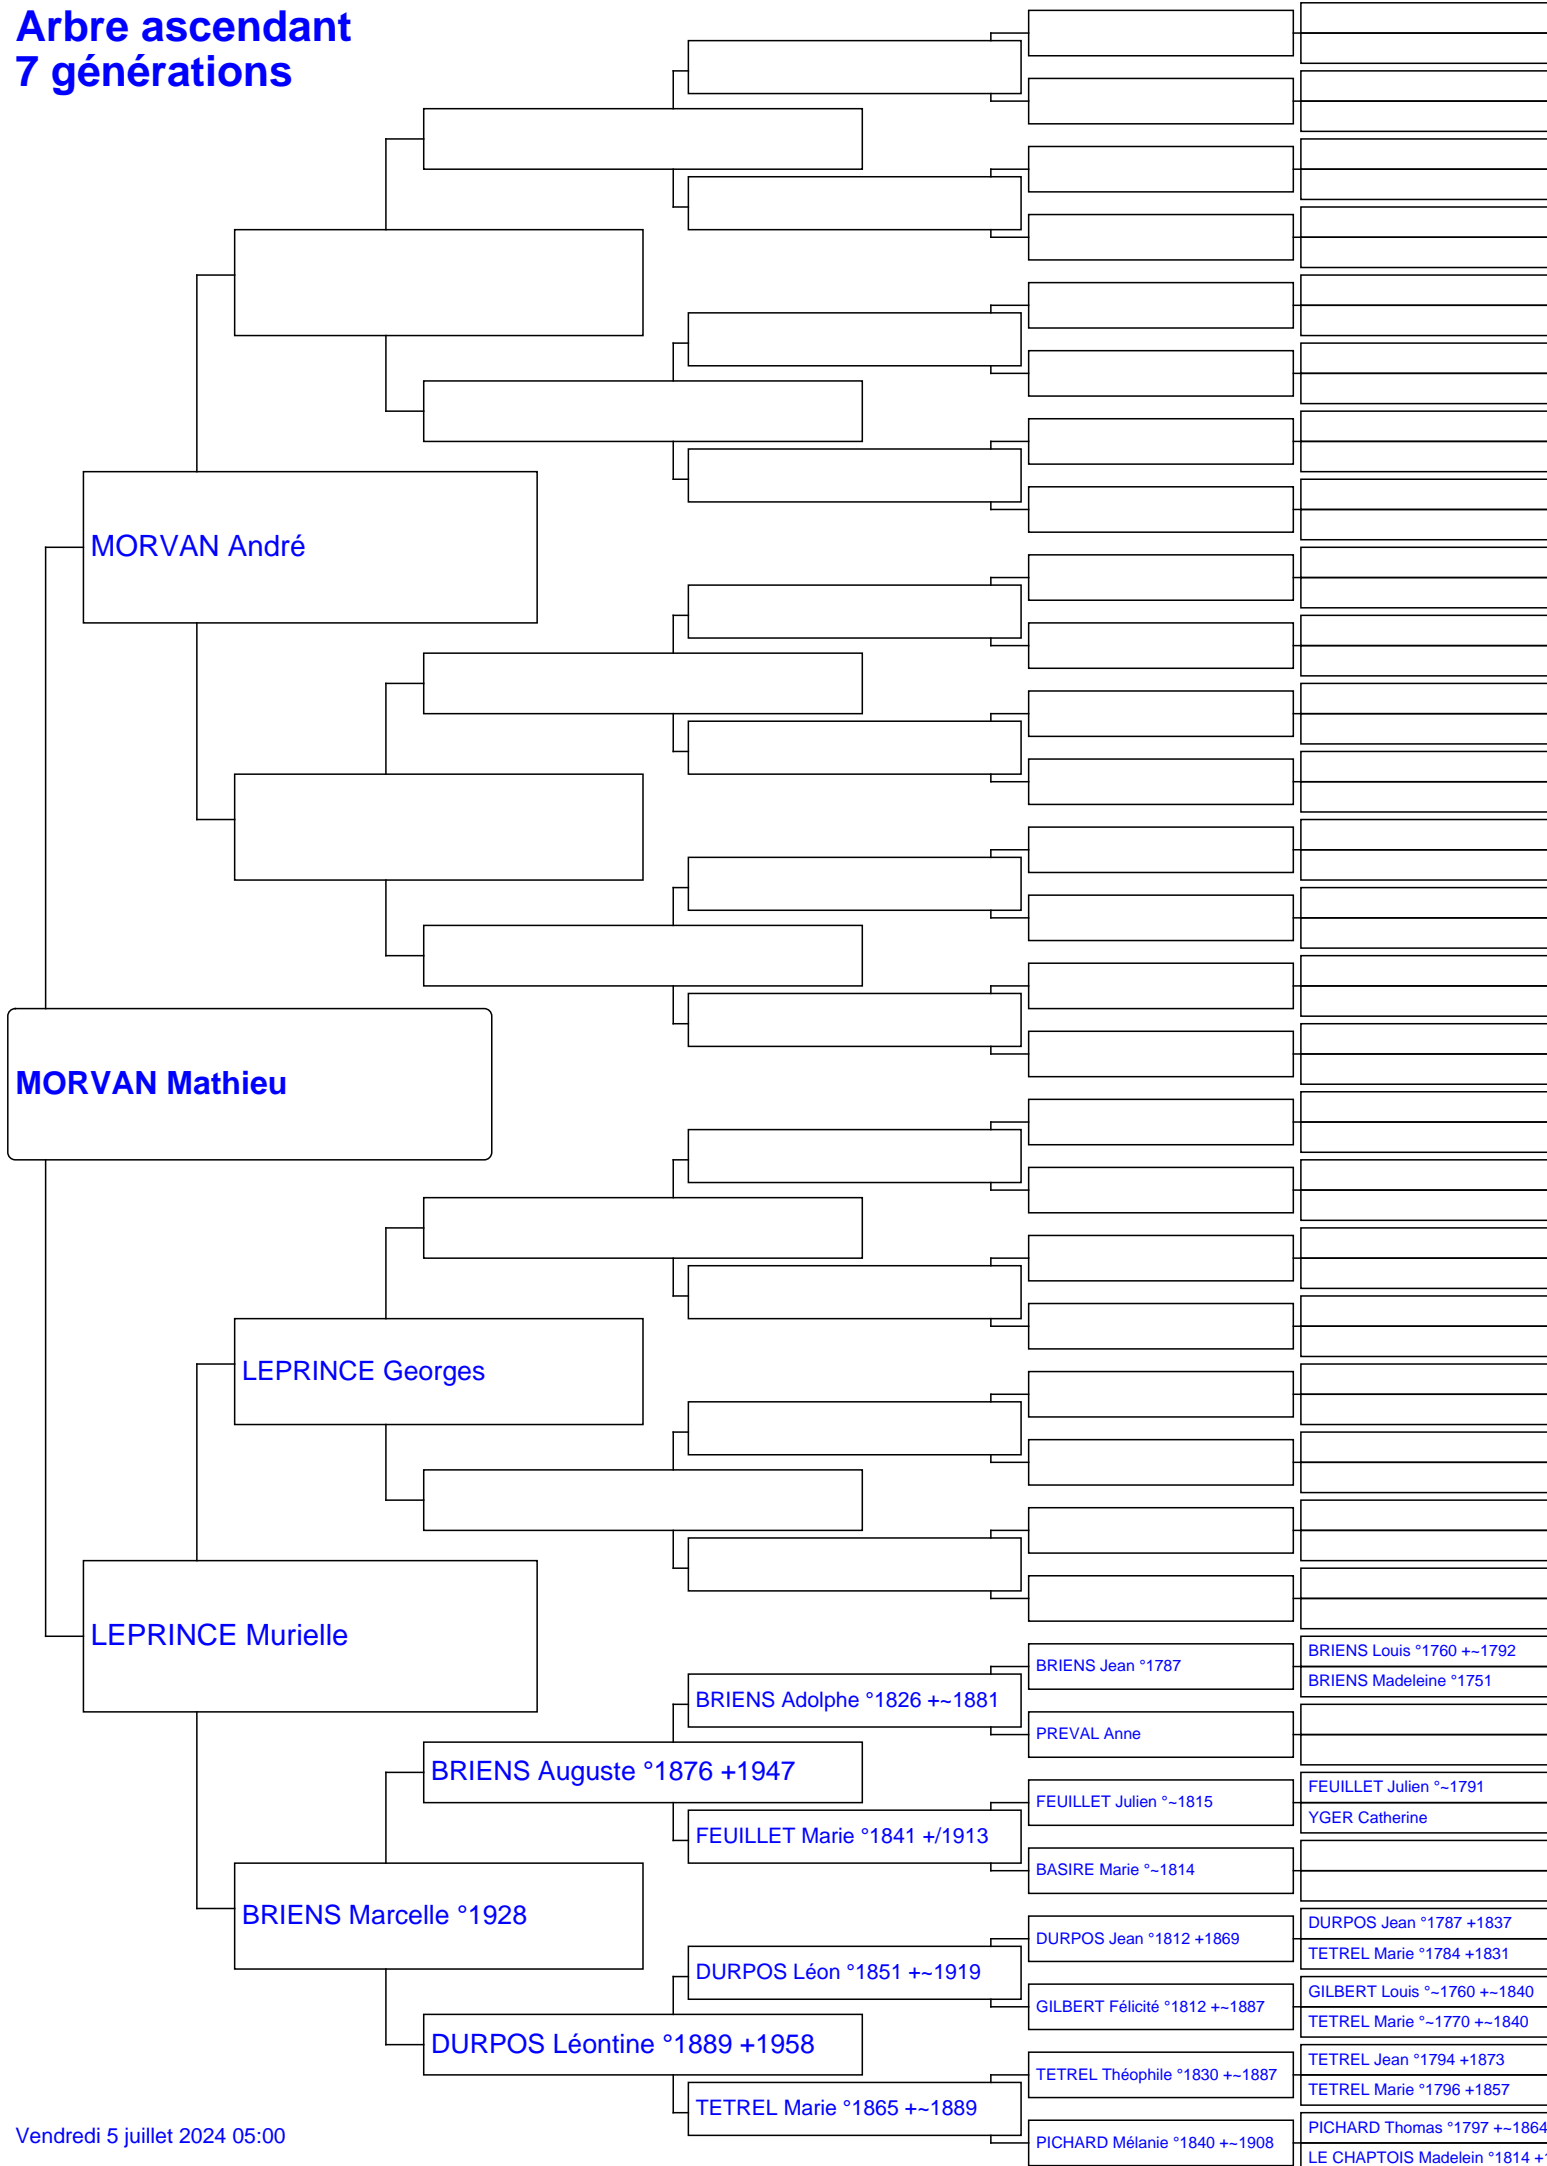 Arbre ascendant
7 générations
MORVAN André
MORVAN Mathieu
LEPRINCE Georges
LEPRINCE Murielle
BRIENS Louis °1760 +~1792
BRIENS Jean °1787
BRIENS Madeleine °1751
BRIENS Adolphe °1826 +~1881
PREVAL Anne
BRIENS Auguste °1876 +1947
FEUILLET Julien °~1791
FEUILLET Julien °~1815
YGER Catherine
FEUILLET Marie °1841 +/1913
BASIRE Marie °~1814
BRIENS Marcelle °1928
DURPOS Jean °1787 +1837
DURPOS Jean °1812 +1869
TETREL Marie °1784 +1831
DURPOS Léon °1851 +~1919
GILBERT Louis °~1760 +~1840
GILBERT Félicité °1812 +~1887
TETREL Marie °~1770 +~1840
DURPOS Léontine °1889 +1958
TETREL Jean °1794 +1873
TETREL Théophile °1830 +~1887
TETREL Marie °1796 +1857
TETREL Marie °1865 +~1889
PICHARD Thomas °1797 +~1864
PICHARD Mélanie °1840 +~1908
LE CHAPTOIS Madelein °1814 +
Vendredi 5 juillet 2024 05:00